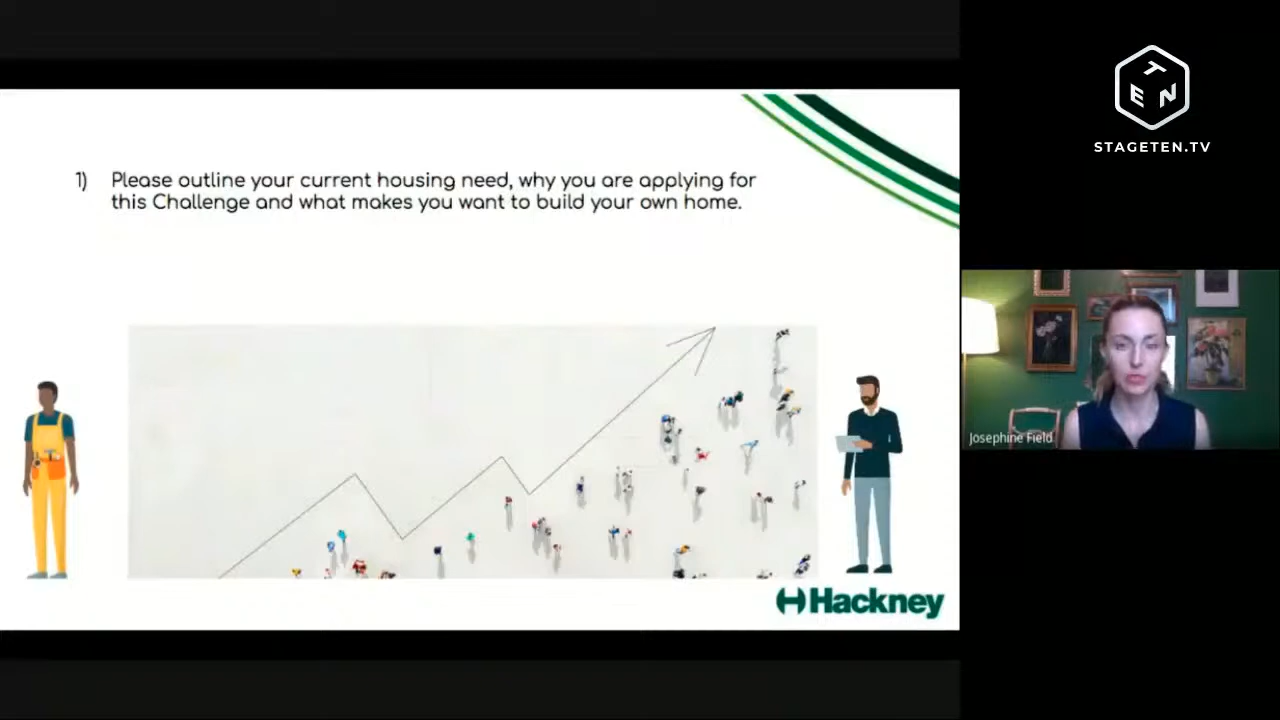 T
E N
STAGETEN.TV
1) Please outline your current housing need, why you are applying for
this Challenge and what makes you want to build your own home.
Josephine Field
Hackney